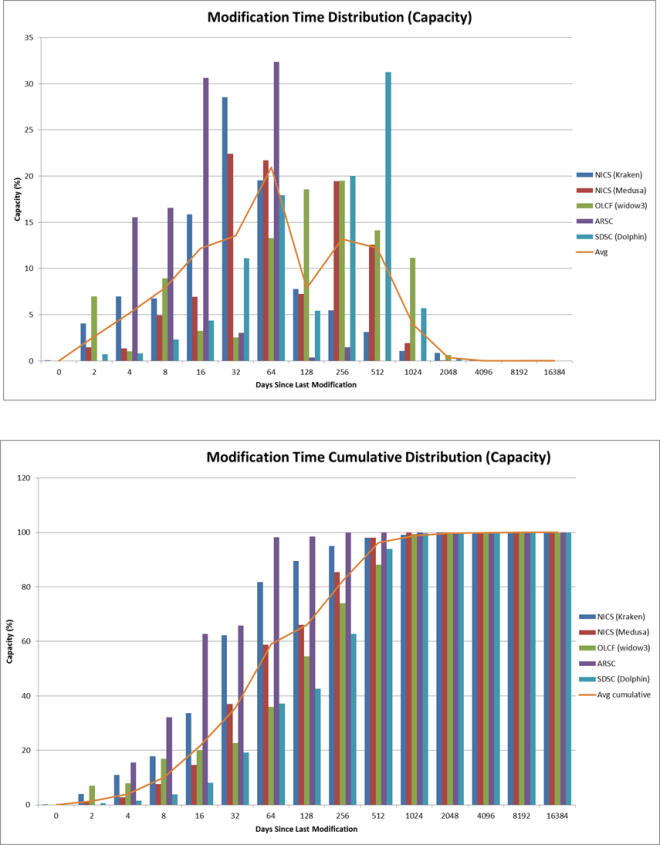 Modification Time Distribution (Capacity)
35
30
25
20
15
10
5
0
Capacity (%)
0 2 4 8 16 32 64 128 256 512 1024 2048 4096 8192 16384
Days Since Last Modification
NICS (Kraken)
NICS (Medusa)
OLCF (widow3)
ARSC
SDSC (Dolphin)
Avg
Modification Time Cumulative Distribution (Capacity)
120
100
80
60
40
20
0
Capacity (%)
0 2 4 8 16 32 64 128 256 512 1024 2048 4096 8192 16384
Days Since Last Modification
NICS (Kraken)
NICS (Medusa)
OLCF (widow3)
ARSC
SDSC (Dolphin)
Avg cumulative